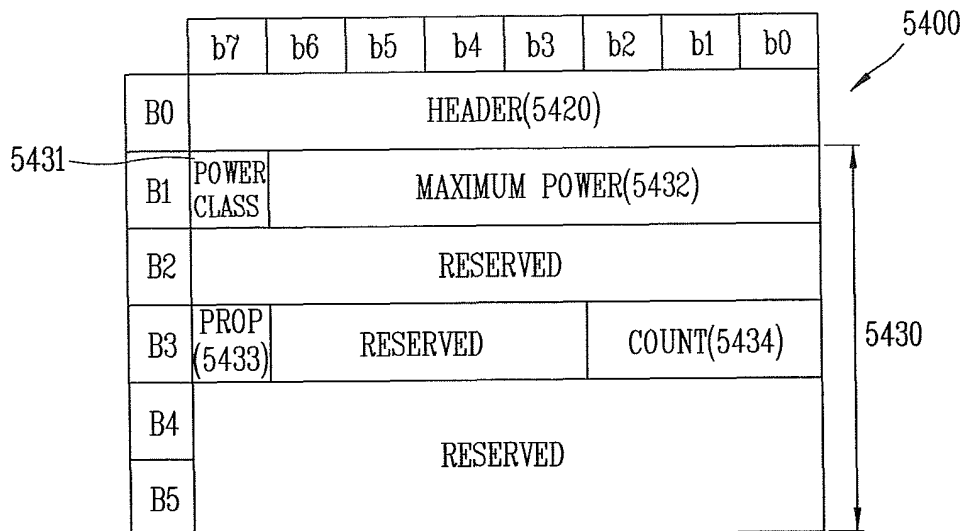 5400
b7 b6 b5 b4 b3 b2 b1 b0
B0 HEADER(5420)
5431
B1 POWER CLASS MAXIMUM POWER(5432)
B2 RESERVED
B3 PROP (5433) RESERVED COUNT(5434)
5430
B4
RESERVED
B5